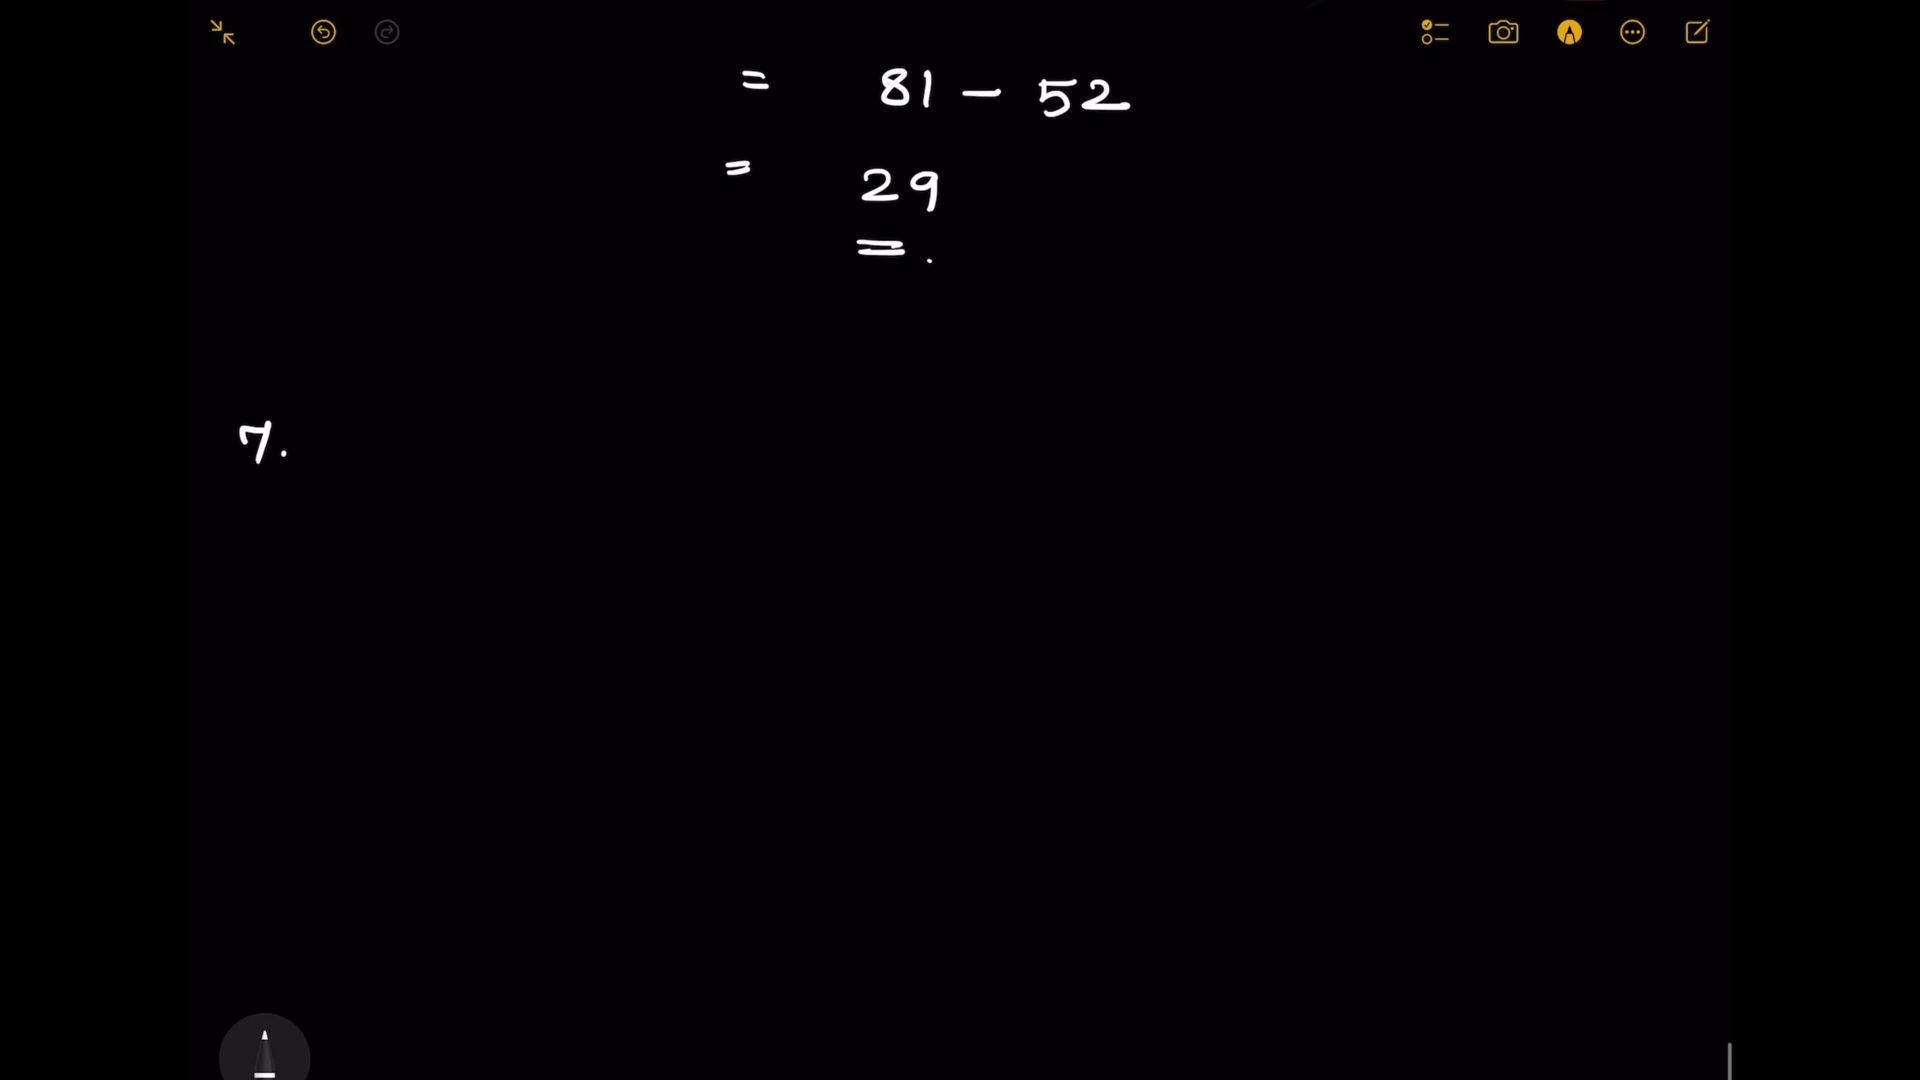 = 81 - 52
= 29
= .
7.